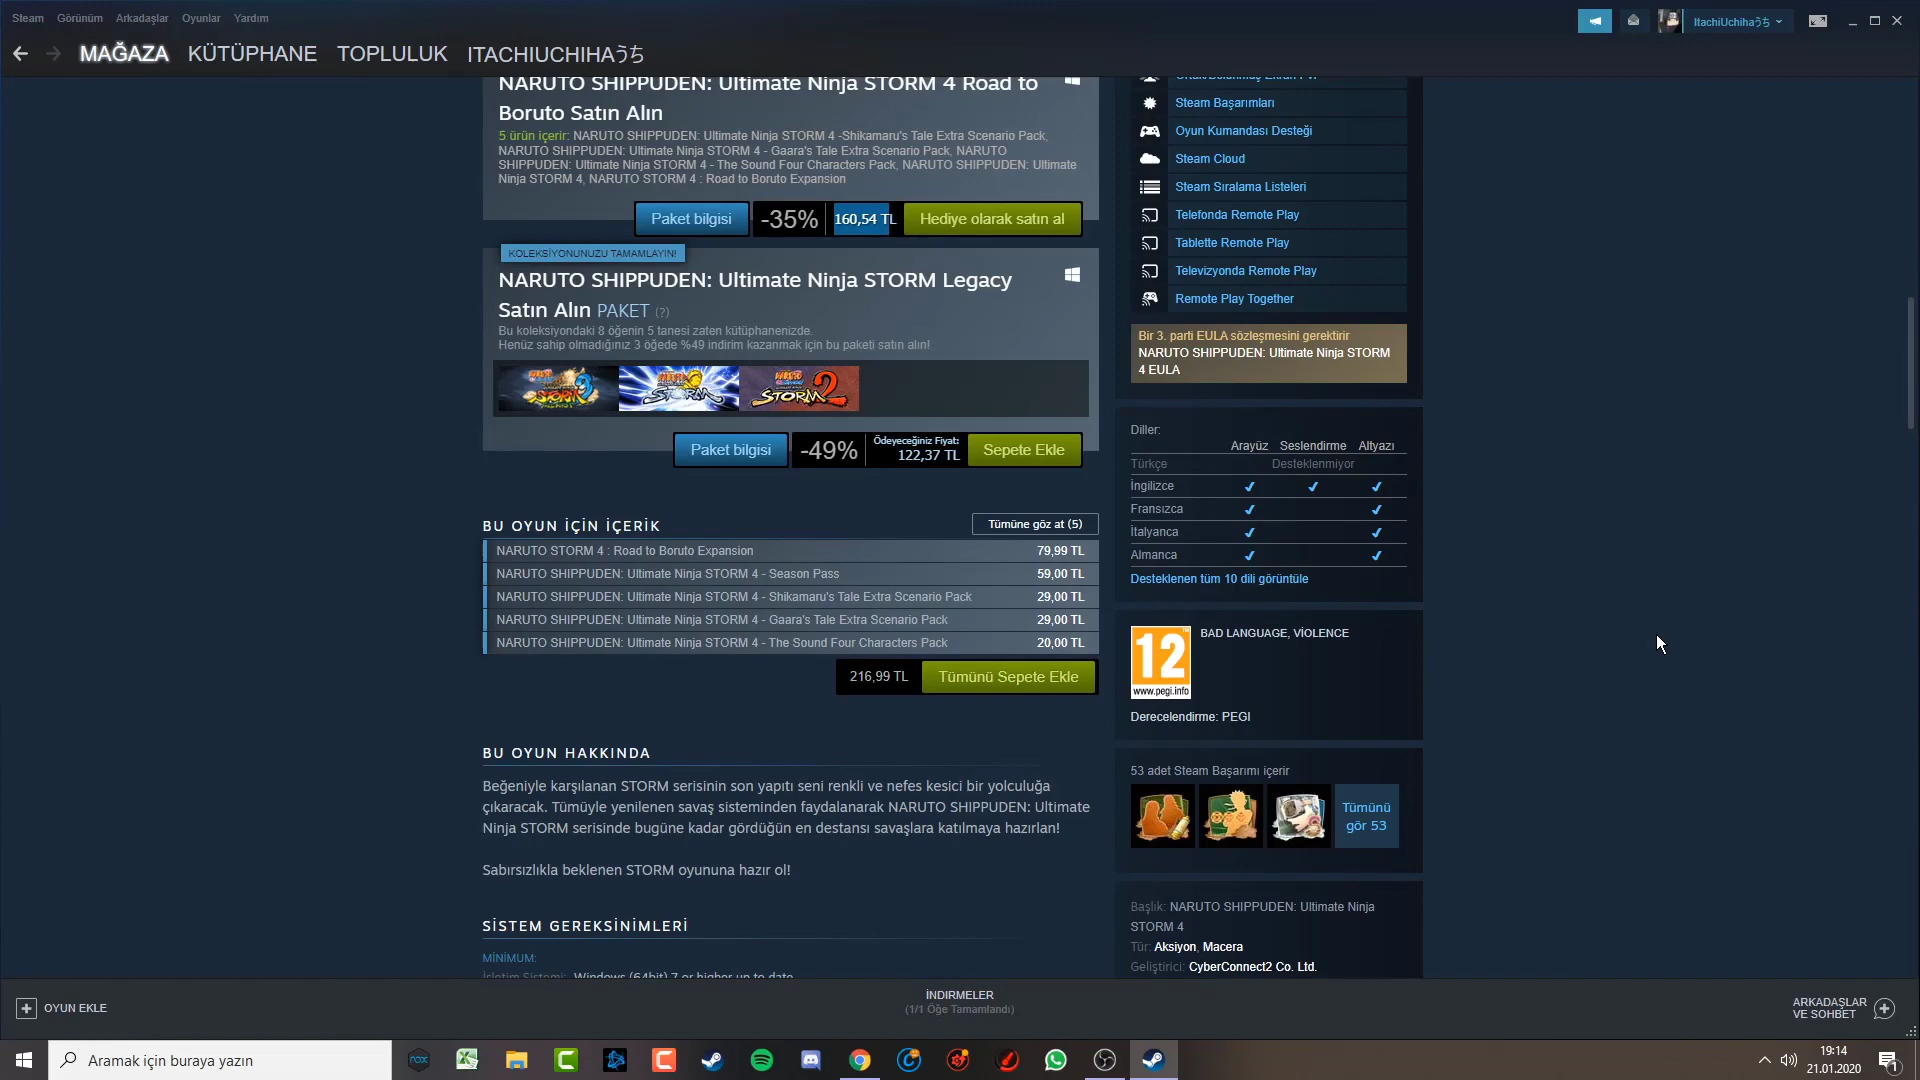 Steam Görünüm Arkadaşlar Oyunlar Yardım
ItachiUchihaうち
MAĞAZA KÜTÜPHANE TOPLULUK ITACHIUCHIHAうち
NARUTO SHIPPUDEN: Ultimate Ninja STORM 4 Road to
Boruto Satın Alın
5 ürün içerir: NARUTO SHIPPUDEN: Ultimate Ninja STORM 4 -Shikamaru's Tale Extra Scenario Pack,
NARUTO SHIPPUDEN: Ultimate Ninja STORM 4 - Gaara's Tale Extra Scenario Pack, NARUTO
SHIPPUDEN: Ultimate Ninja STORM 4 - The Sound Four Characters Pack, NARUTO SHIPPUDEN: Ultimate
Ninja STORM 4, NARUTO STORM 4 : Road to Boruto Expansion
Paket bilgisi -35% 160,54 TL Hediye olarak satın al
KOLEKSİYONUNUZU TAMAMLAYIN!
NARUTO SHIPPUDEN: Ultimate Ninja STORM Legacy
Satın Alın PAKET (?)
Bu koleksiyondaki 8 öğenin 5 tanesi zaten kütüphanenizde.
Henüz sahip olmadığınız 3 öğede %49 indirim kazanmak için bu paketi satın alın!
STORM 3 STORM STORM 2
Paket bilgisi -49% Ödeyeceğiniz Fiyat:
122,37 TL Sepete Ekle
BU OYUN İÇİN İÇERİK Tümüne göz at (5)
NARUTO STORM 4 : Road to Boruto Expansion 79,99 TL
NARUTO SHIPPUDEN: Ultimate Ninja STORM 4 - Season Pass 59,00 TL
NARUTO SHIPPUDEN: Ultimate Ninja STORM 4 - Shikamaru's Tale Extra Scenario Pack 29,00 TL
NARUTO SHIPPUDEN: Ultimate Ninja STORM 4 - Gaara's Tale Extra Scenario Pack 29,00 TL
NARUTO SHIPPUDEN: Ultimate Ninja STORM 4 - The Sound Four Characters Pack 20,00 TL
216,99 TL Tümünü Sepete Ekle
BU OYUN HAKKINDA
Beğeniyle karşılanan STORM serisinin son yapıtı seni renkli ve nefes kesici bir yolculuğa
çıkaracak. Tümüyle yenilenen savaş sisteminden faydalanarak NARUTO SHIPPUDEN: Ultimate
Ninja STORM serisinde bugüne kadar gördüğün en destansı savaşlara katılmaya hazırlan!
Sabırsızlıkla beklenen STORM oyununa hazır ol!
SİSTEM GEREKSİNİMLERİ
MİNİMUM:
İşletim Sistemi: Windows (64bit) 7 or higher up to date
Steam Başarımları
Oyun Kumandası Desteği
Steam Cloud
Steam Sıralama Listeleri
Telefonda Remote Play
Tablette Remote Play
Televizyonda Remote Play
Remote Play Together
Bir 3. parti EULA sözleşmesini gerektirir
NARUTO SHIPPUDEN: Ultimate Ninja STORM
4 EULA
Diller:
Arayüz Seslendirme Altyazı
Türkçe Desteklenmiyor
İngilizce ✔ ✔ ✔
Fransızca ✔ ✔
İtalyanca ✔ ✔
Almanca ✔ ✔
Desteklenen tüm 10 dili görüntüle
12
www.pegi.info
BAD LANGUAGE, VİOLENCE
Derecelendirme: PEGI
53 adet Steam Başarımı içerir
Tümünü
gör 53
Başlık: NARUTO SHIPPUDEN: Ultimate Ninja
STORM 4
Tür: Aksiyon, Macera
Geliştirici: CyberConnect2 Co. Ltd.
OYUN EKLE
İNDIRMELER
(1/1 Öğe Tamamlandı)
ARKADAŞLAR
VE SOHBET
Aramak için buraya yazın
19:14
21.01.2020
1